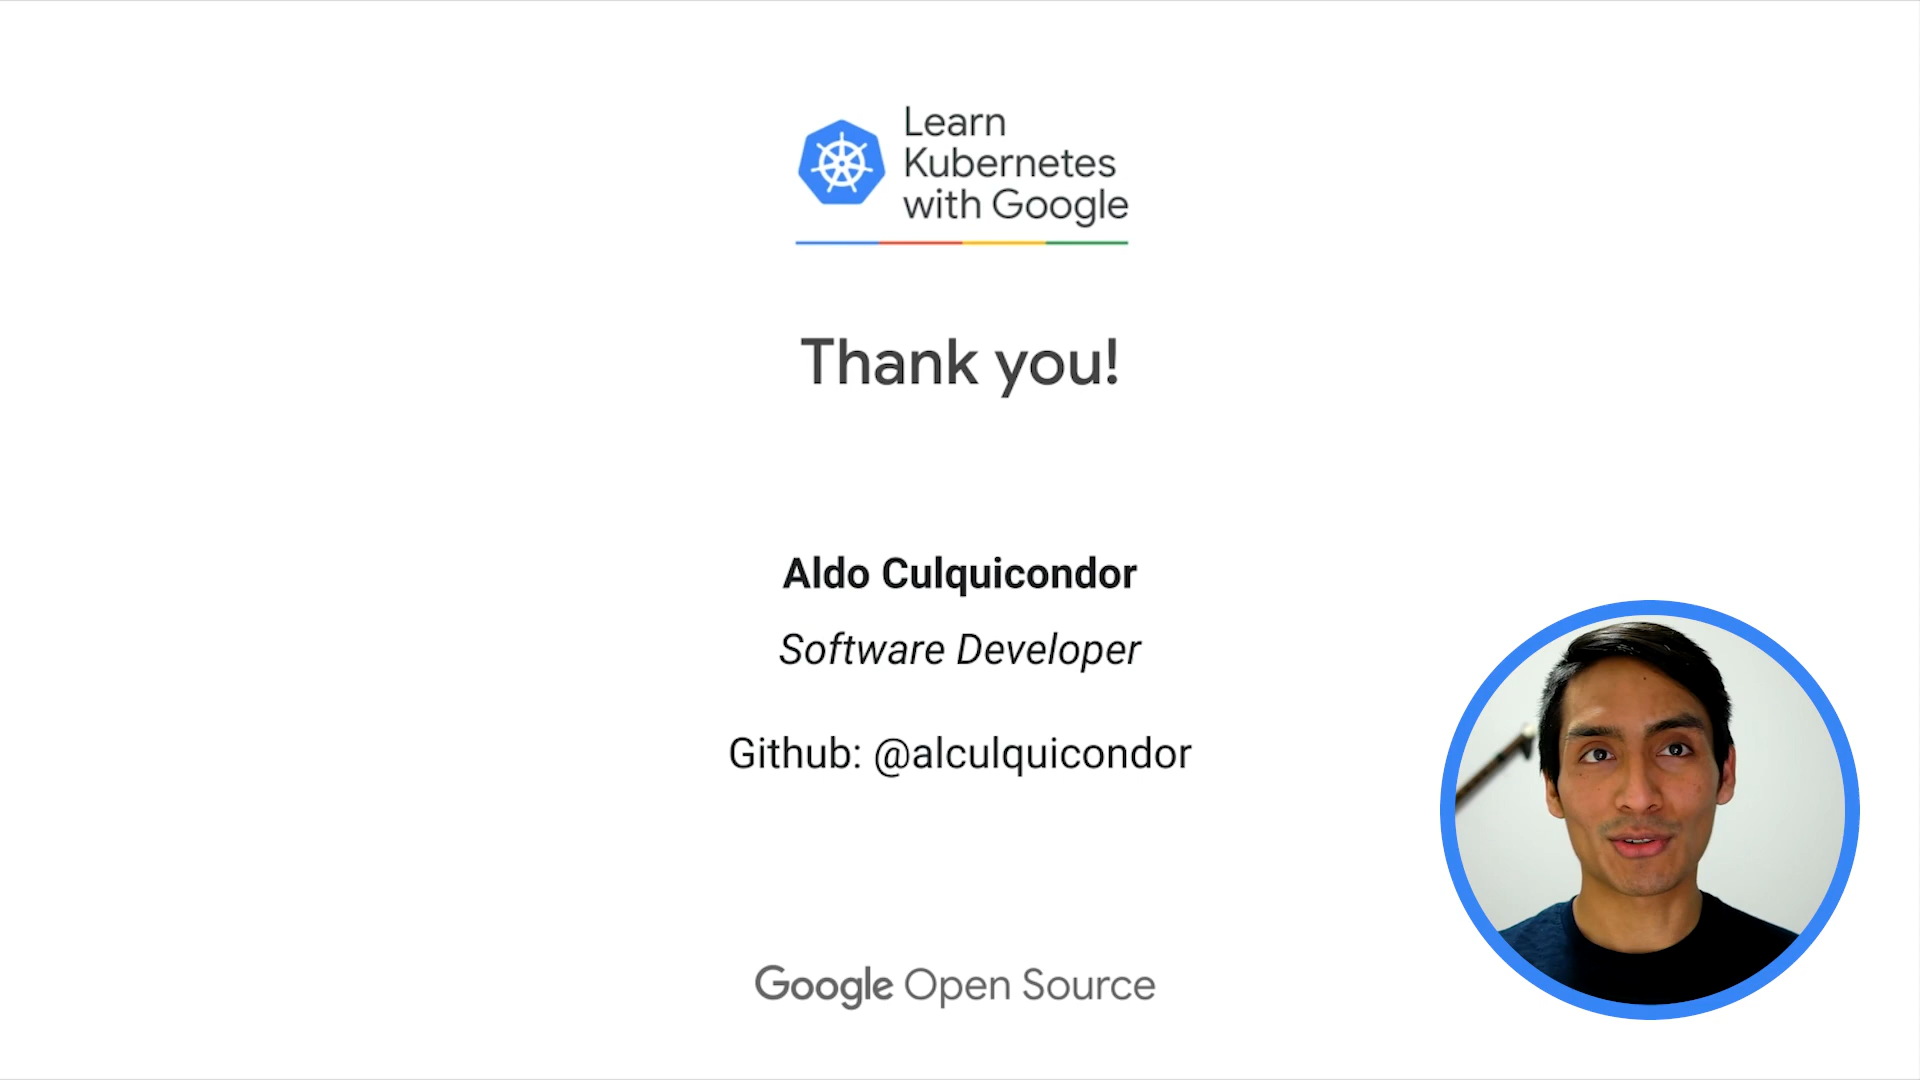 Learn
Kubernetes
with Google
Thank you!
Aldo Culquicondor
Software Developer
Github: @alculquicondor
Google Open Source